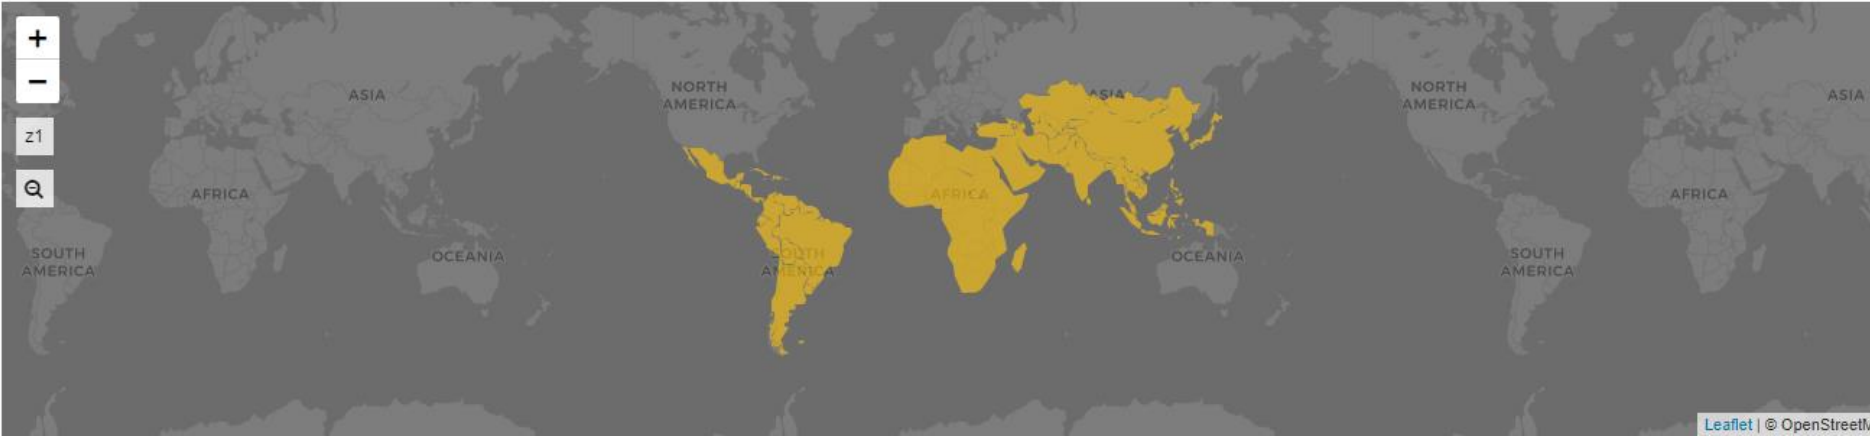 +
−
z1
ASIA
NORTH
AMERICA
ASIA
NORTH
AMERICA
ASIA
AFRICA
AFRICA
AFRICA
SOUTH
AMERICA
OCEANIA
SOUTH
AMERICA
OCEANIA
SOUTH
AMERICA
Leaflet | © OpenStreetM